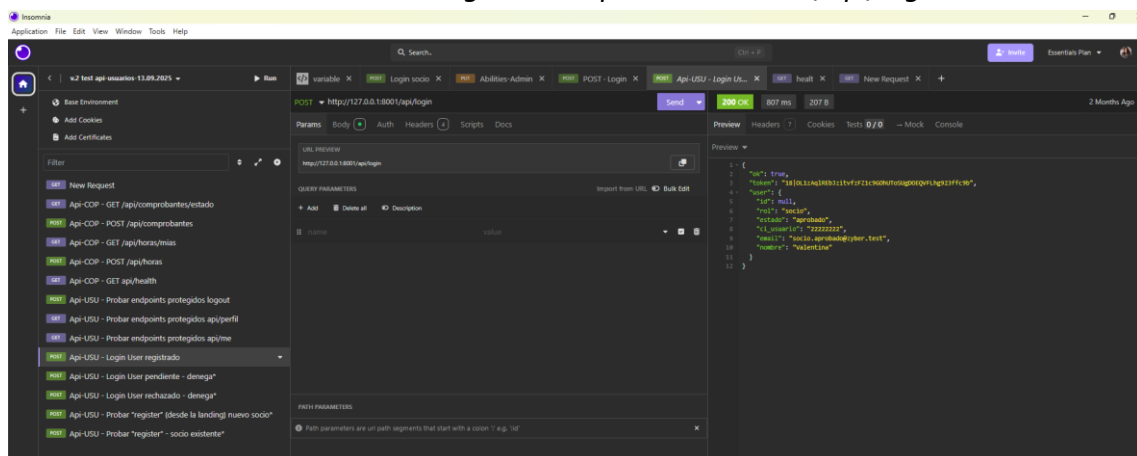 Insomnia
Application File Edit View Window Tools Help
Search.. Ctrl + P Invite Essentials Plan
v.2 test api-usuarios-13.09.2025 Run
variable Login socio Abilities-Admin POST POST - Login POST Api-USU - Login Us... GET healt GET New Request
Base Environment
Add Cookies
Add Certificates
Filter
GET New Request
GET Api-COP - GET /api/comprobantes/estado
POST Api-COP - POST /api/comprobantes
GET Api-COP - GET /api/horas/mias
POST Api-COP - POST /api/horas
GET Api-COP - GET api/health
POST Api-USU - Probar endpoints protegidos logout
GET Api-USU - Probar endpoints protegidos api/perfil
GET Api-USU - Probar endpoints protegidos api/me
POST Api-USU - Login User registrado
POST Api-USU - Login User pendiente - denega*
POST Api-USU - Login User rechazado - denega*
POST Api-USU - Probar "register" (desde la landing) nuevo socio*
POST Api-USU - Probar "register" - socio existente*
POST http://127.0.0.1:8001/api/login Send
Params Body Auth Headers 4 Scripts Docs
URL PREVIEW
http://127.0.0.1:8001/api/login
QUERY PARAMETERS Import from URL Bulk Edit
+ Add Delete all Description
name value
PATH PARAMETERS
Path parameters are url path segments that start with a colon ':' e.g. ':id'
200 OK 807 ms 207 B 2 Months Ago
Preview Headers 7 Cookies Tests 0 / 0 → Mock Console
Preview
1 {
2 "ok": true,
3 "token":
4 "user": {
5 "id": null,
6 "rol": "socio",
7 "estado": "aprobado",
8 "ci_usuario": "22222222",
9 "email": "socio.aprobado@zyber.test",
10 "nombre": "Valentina"
11 }
12 }